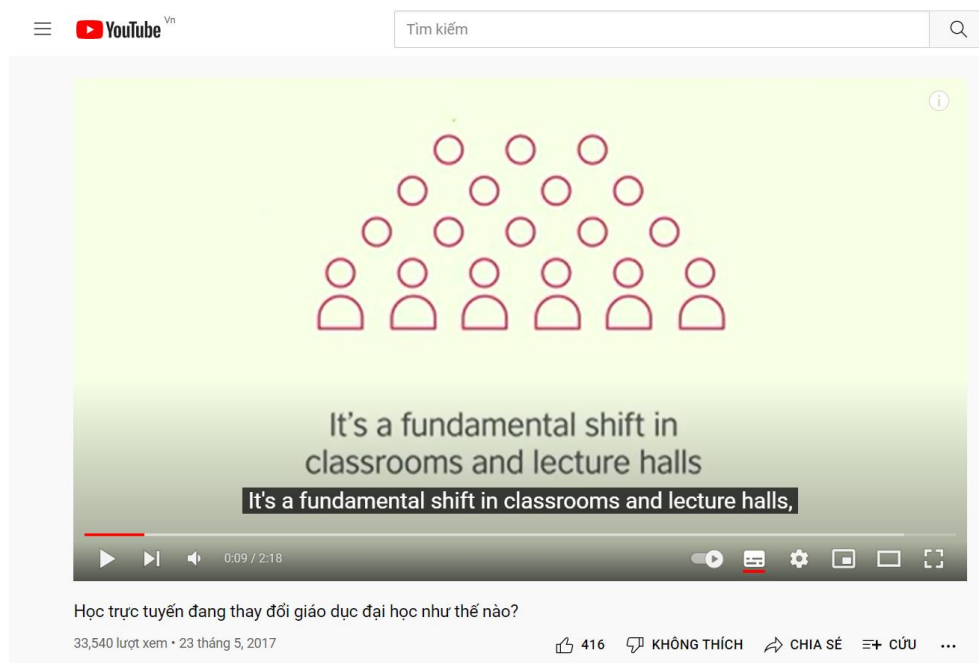 YouTube Vn
Tìm kiếm
It's a fundamental shift in
classrooms and lecture halls
It's a fundamental shift in classrooms and lecture halls,
0:09 / 2:18
Học trực tuyến đang thay đổi giáo dục đại học như thế nào?
33,540 lượt xem • 23 tháng 5, 2017
416 KHÔNG THÍCH CHIA SẺ CỨU